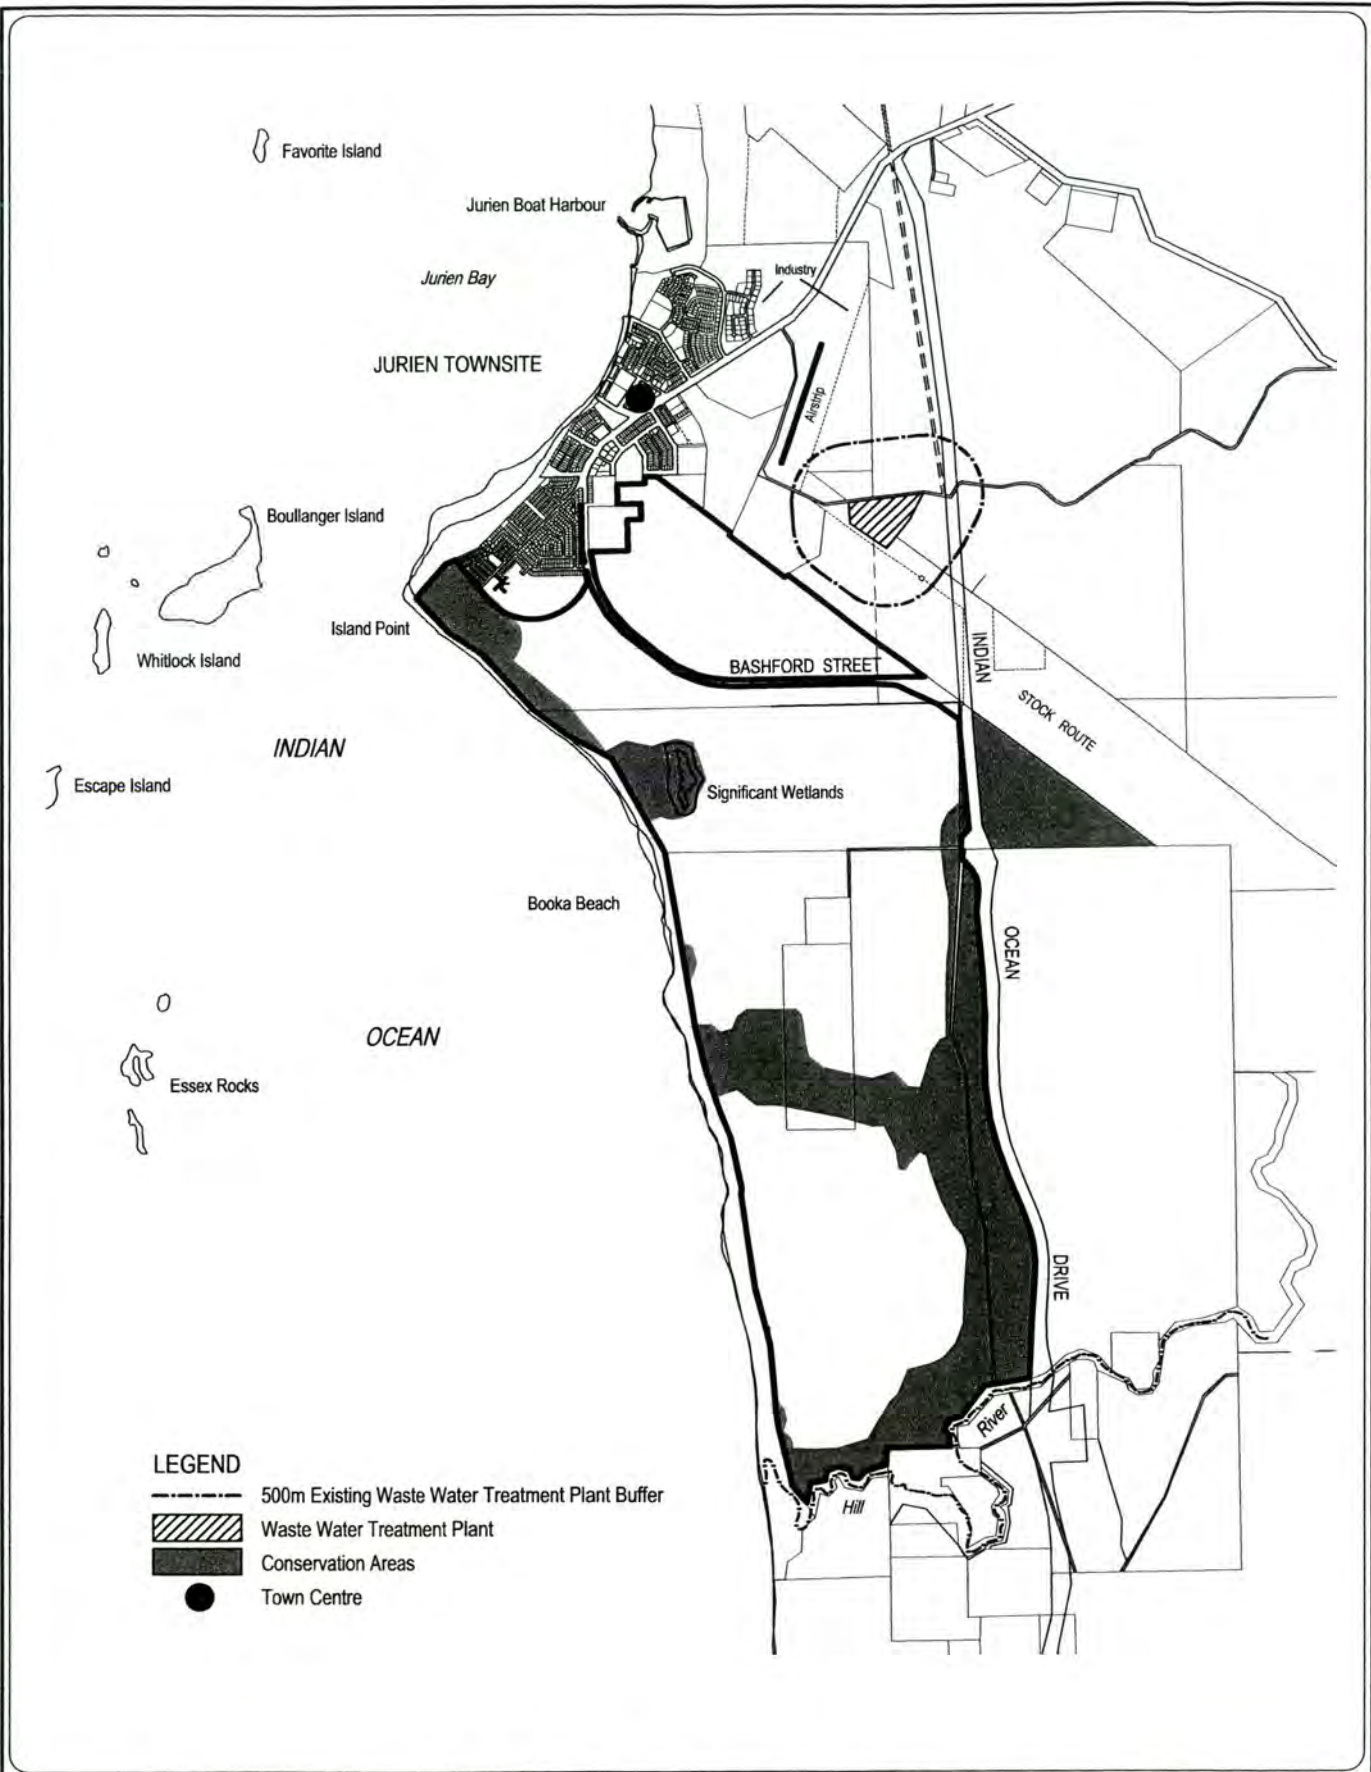 Favorite Island
Jurien Boat Harbour
Jurien Bay
Industry
JURIEN TOWNSITE
Airstrip
Boullanger Island
Island Point
Whitlock Island
BASHFORD STREET
INDIAN
STOCK ROUTE
INDIAN
Escape Island
Significant Wetlands
Booka Beach
OCEAN
OCEAN
Essex Rocks
DRIVE
River
Hill
LEGEND
500m Existing Waste Water Treatment Plant Buffer
Waste Water Treatment Plant
Conservation Areas
Town Centre